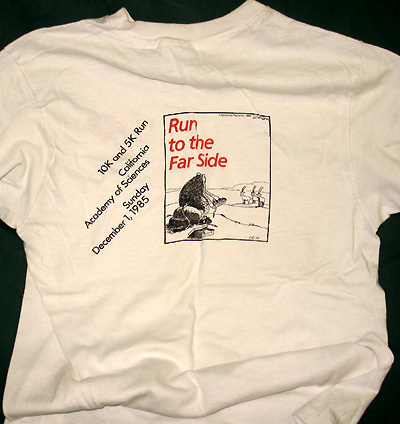 10K and 5K Run
California
Academy of Sciences
Sunday
December 1, 1985
Run
to the
Far Side